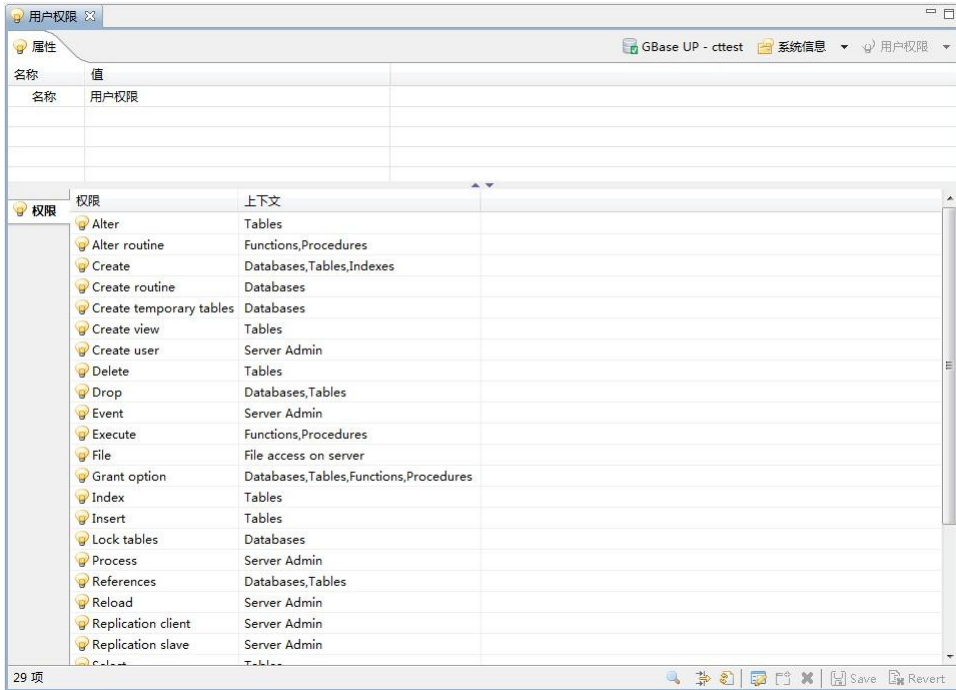 用户权限
属性
GBase UP - cttest 系统信息 用户权限
名称 值
名称 用户权限
权限
权限 上下文
Alter Tables
Alter routine Functions,Procedures
Create Databases,Tables,Indexes
Create routine Databases
Create temporary tables Databases
Create view Tables
Create user Server Admin
Delete Tables
Drop Databases,Tables
Event Server Admin
Execute Functions,Procedures
File File access on server
Grant option Databases,Tables,Functions,Procedures
Index Tables
Insert Tables
Lock tables Databases
Process Server Admin
References Databases,Tables
Reload Server Admin
Replication client Server Admin
Replication slave Server Admin
Select Tables
29 项 Save Revert